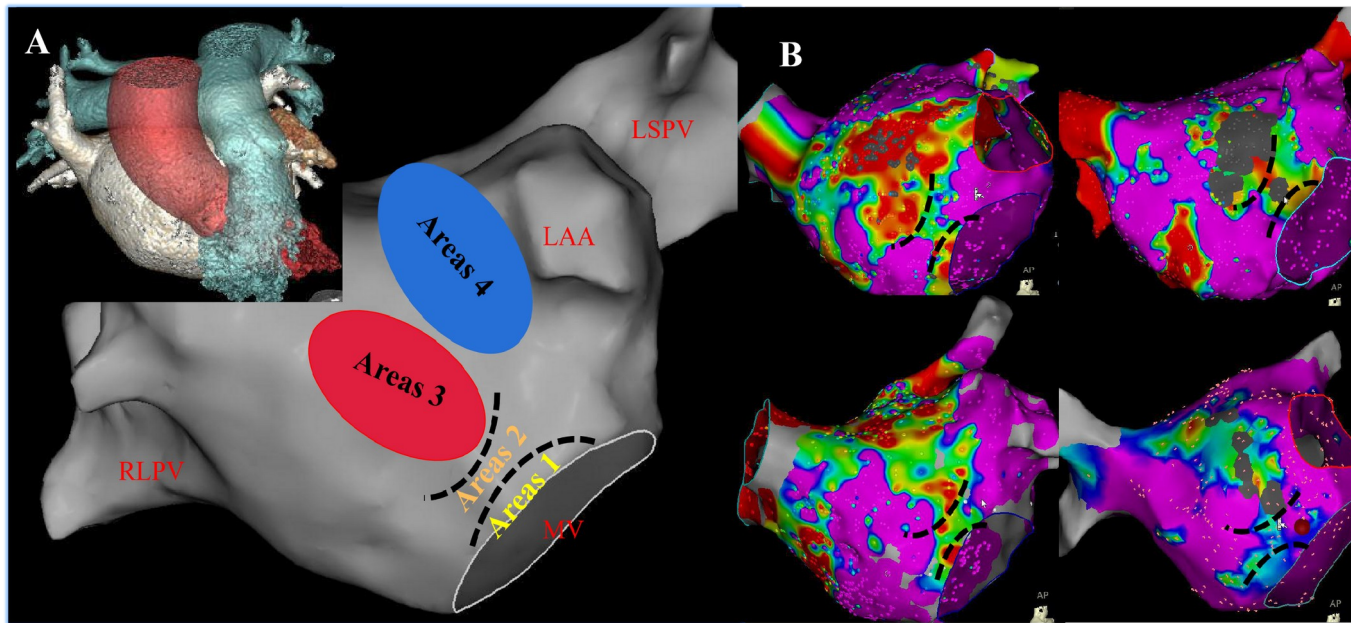 A
B
LSPV
LAA
Areas 4
Areas 3
Areas 2
Areas 1
RLPV
MV
AP
AP
AP
AP